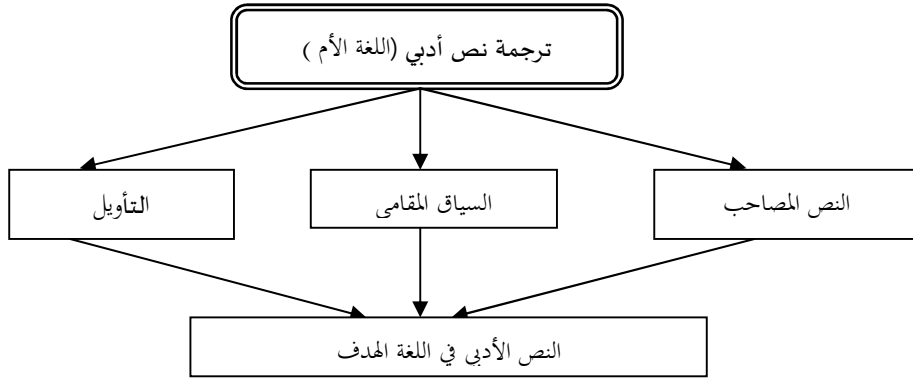 ترجمة نص أدبي (اللغة الأم )
النص المصاحب
السياق المقامى
التأويل
النص الأدبي في اللغة الهدف